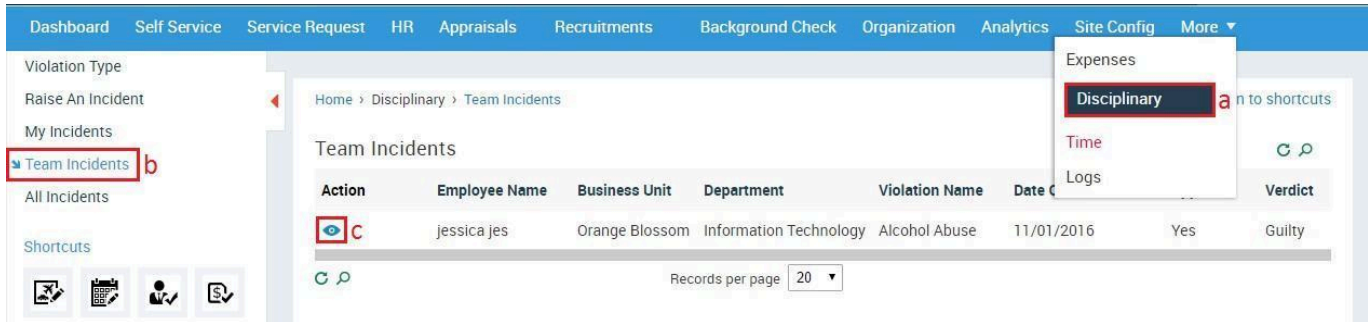 Dashboard Self Service Service Request HR Appraisals Recruitments Background Check Organization Analytics Site Config More ▼
Expenses
Disciplinary a
Time
Logs
Violation Type
Raise An Incident
My Incidents
Team Incidents b
All Incidents
Shortcuts
Home > Disciplinary > Team Incidents
to shortcuts
Team Incidents
Action Employee Name Business Unit Department Violation Name Date Verdict
c jessica jes Orange Blossom Information Technology Alcohol Abuse 11/01/2016 Yes Guilty
Records per page 20 ▼